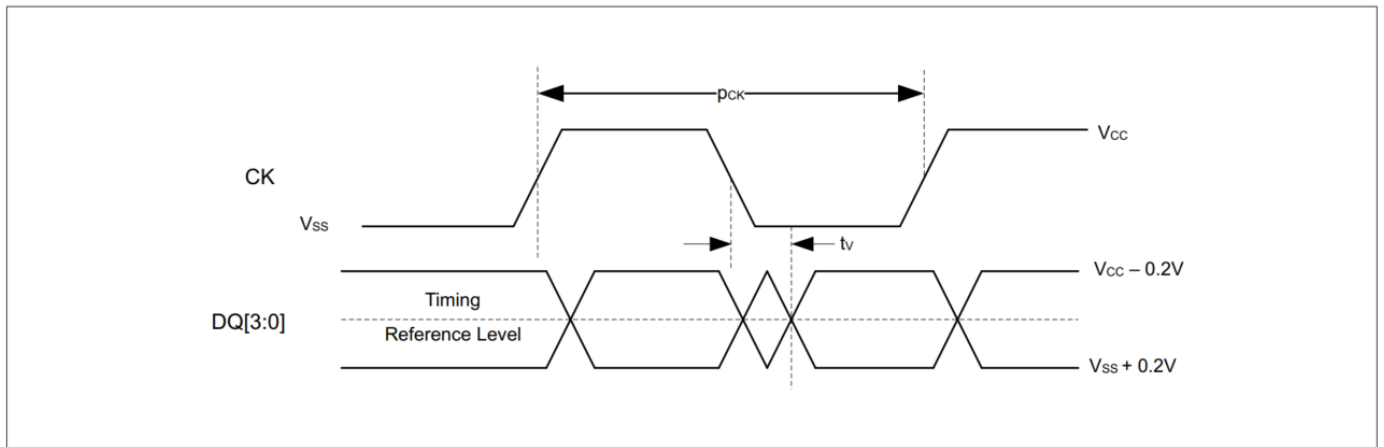 pCK
VCC
CK
VSS
tV
VCC – 0.2V
Timing
DQ[3:0]
Reference Level
VSS + 0.2V